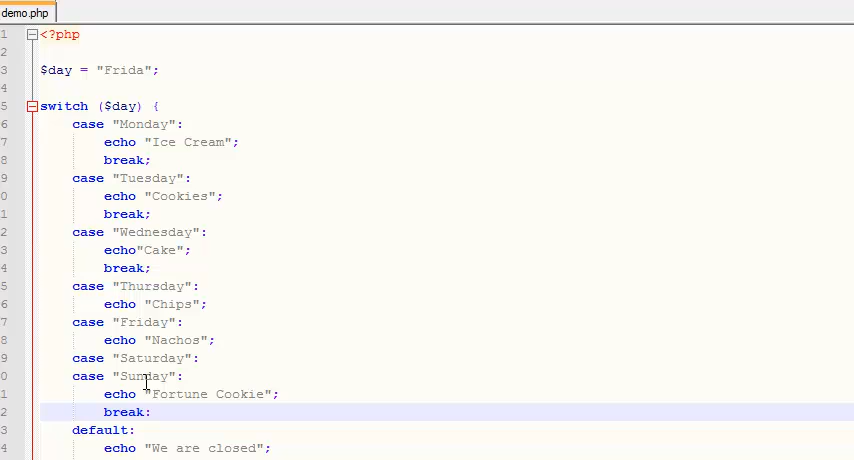 demo.php
1 <?php
2
3 $day = "Frida";
4
5 switch ($day) {
6 case "Monday":
7 echo "Ice Cream";
8 break;
9 case "Tuesday":
0 echo "Cookies";
1 break;
2 case "Wednesday":
3 echo"Cake";
4 break;
5 case "Thursday":
6 echo "Chips";
7 case "Friday":
8 echo "Nachos";
9 case "Saturday":
0 case "Sunday":
1 echo "Fortune Cookie";
2 break:
3 default:
4 echo "We are closed";